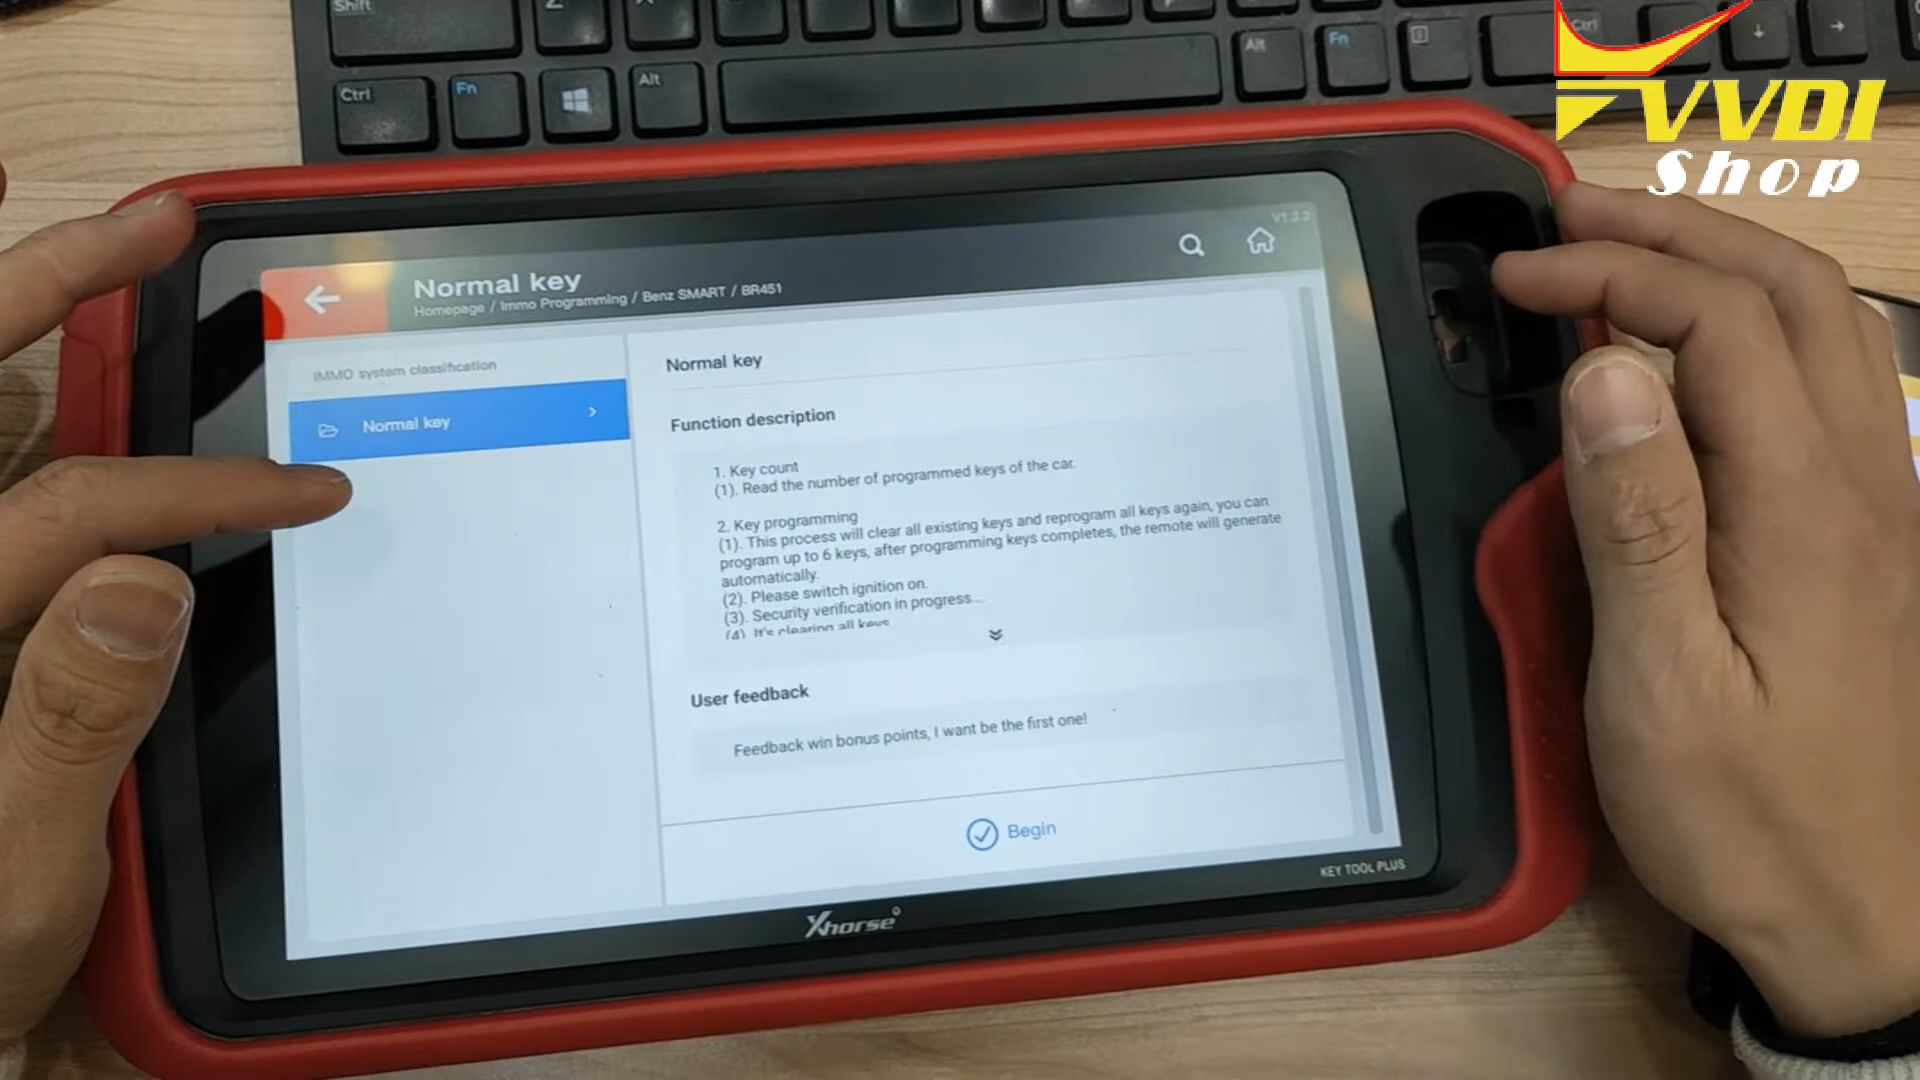 Shift
Ctrl
Fn
Alt
Alt
Fn
Ctrl
VVDI
Shop
V1.2.2
Normal key
Homepage / Immo Programming / Benz SMART / BR451
IMMO system classification
Normal key
Normal key
Function description
1. Key count
(1). Read the number of programmed keys of the car.
2. Key programming
(1). This process will clear all existing keys and reprogram all keys again, you can
program up to 6 keys, after programming keys completes, the remote will generate
automatically.
(2). Please switch ignition on.
(3). Security verification in progress...
(4). It's clearing all keys
User feedback
Feedback win bonus points, I want be the first one!
Begin
KEY TOOL PLUS
Xhorse